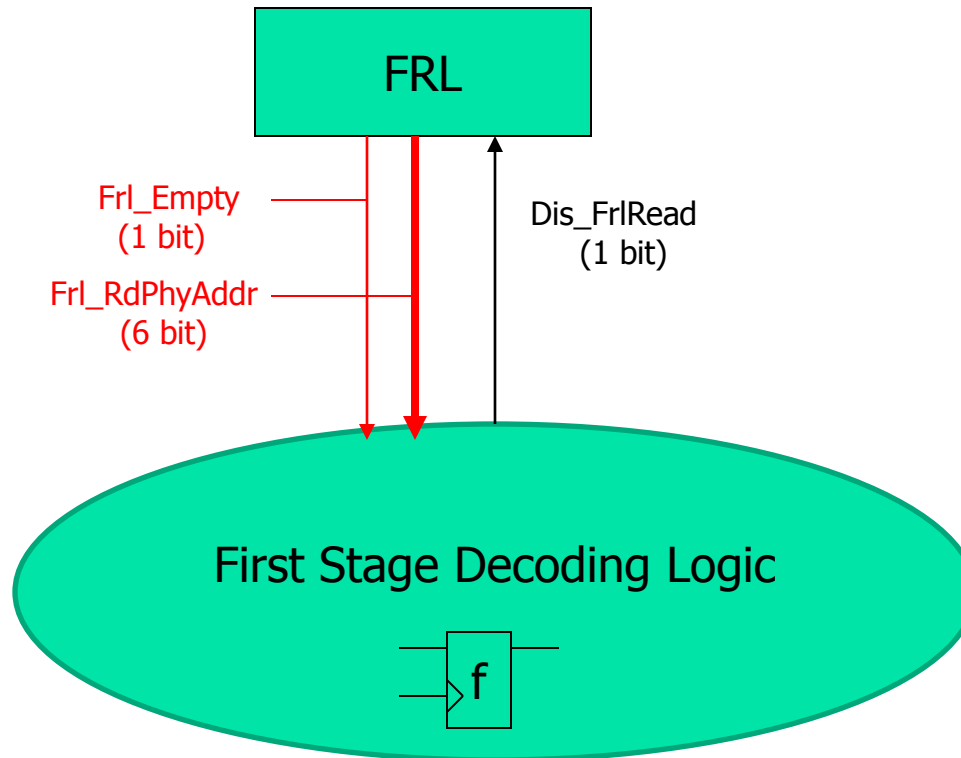 FRL
Frl_Empty
(1 bit)
Dis_FrlRead
(1 bit)
Frl_RdPhyAddr
(6 bit)
First Stage Decoding Logic
f